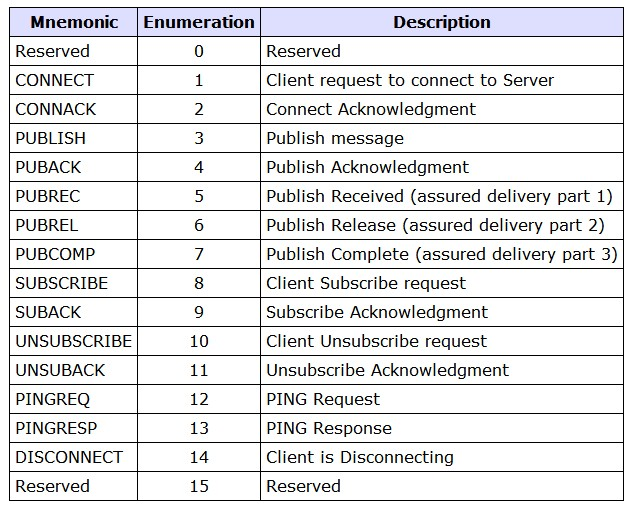 Mnemonic Enumeration Description
Reserved 0 Reserved
CONNECT 1 Client request to connect to Server
CONNACK 2 Connect Acknowledgment
PUBLISH 3 Publish message
PUBACK 4 Publish Acknowledgment
PUBREC 5 Publish Received (assured delivery part 1)
PUBREL 6 Publish Release (assured delivery part 2)
PUBCOMP 7 Publish Complete (assured delivery part 3)
SUBSCRIBE 8 Client Subscribe request
SUBACK 9 Subscribe Acknowledgment
UNSUBSCRIBE 10 Client Unsubscribe request
UNSUBACK 11 Unsubscribe Acknowledgment
PINGREQ 12 PING Request
PINGRESP 13 PING Response
DISCONNECT 14 Client is Disconnecting
Reserved 15 Reserved